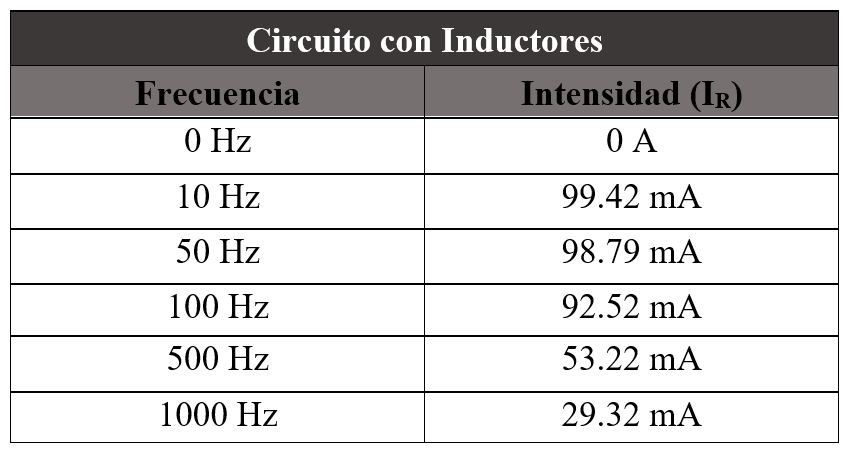 Circuito con Inductores
Frecuencia Intensidad (IR)
0 Hz 0 A
10 Hz 99.42 mA
50 Hz 98.79 mA
100 Hz 92.52 mA
500 Hz 53.22 mA
1000 Hz 29.32 mA